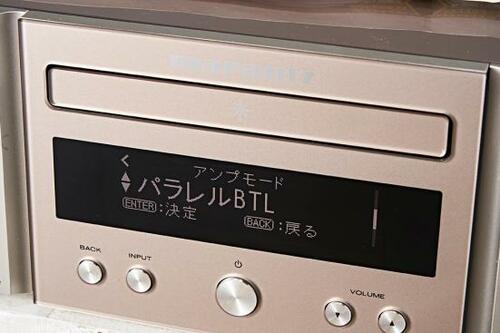 marantz
アンプモード
パラレルBTL
ENTER:決定
BACK:戻る
BACK
INPUT
VOLUME